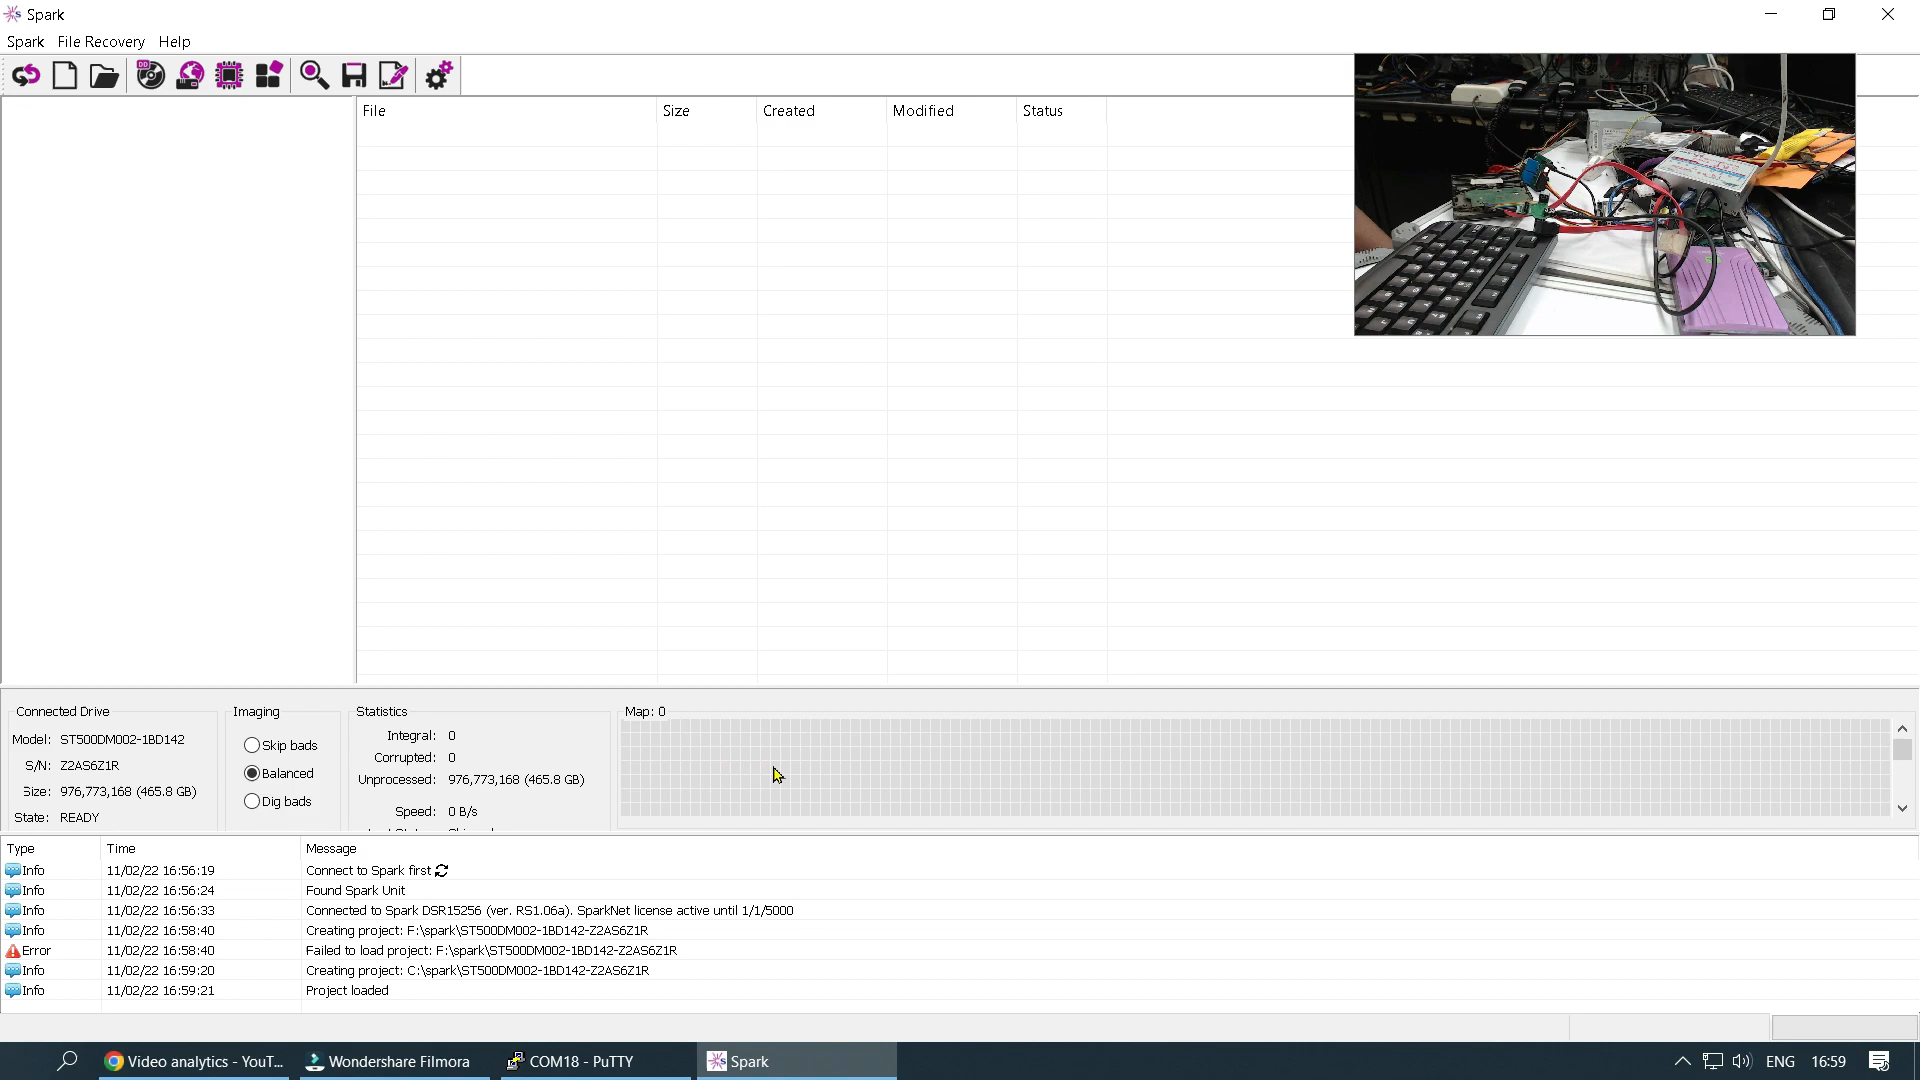 Spark
Spark File Recovery Help
DD
File Size Created Modified Status
Connected Drive
Model: ST500DM002-1BD142
S/N: Z2AS6Z1R
Size: 976,773,168 (465.8 GB)
State: READY
Imaging
Skip bads
Balanced
Dig bads
Statistics
Integral: 0
Corrupted: 0
Unprocessed: 976,773,168 (465.8 GB)
Speed: 0 B/s
Map: 0
Type Time Message
Info 11/02/22 16:56:19 Connect to Spark first
Info 11/02/22 16:56:24 Found Spark Unit
Info 11/02/22 16:56:33 Connected to Spark DSR15256 (ver. RS1.06a). SparkNet license active until 1/1/5000
Info 11/02/22 16:58:40 Creating project: F:\spark\ST500DM002-1BD142-Z2AS6Z1R
Error 11/02/22 16:58:40 Failed to load project: F:\spark\ST500DM002-1BD142-Z2AS6Z1R
Info 11/02/22 16:59:20 Creating project: C:\spark\ST500DM002-1BD142-Z2AS6Z1R
Info 11/02/22 16:59:21 Project loaded
Video analytics - YouT... Wondershare Filmora COM18 - PuTTY Spark ENG 16:59